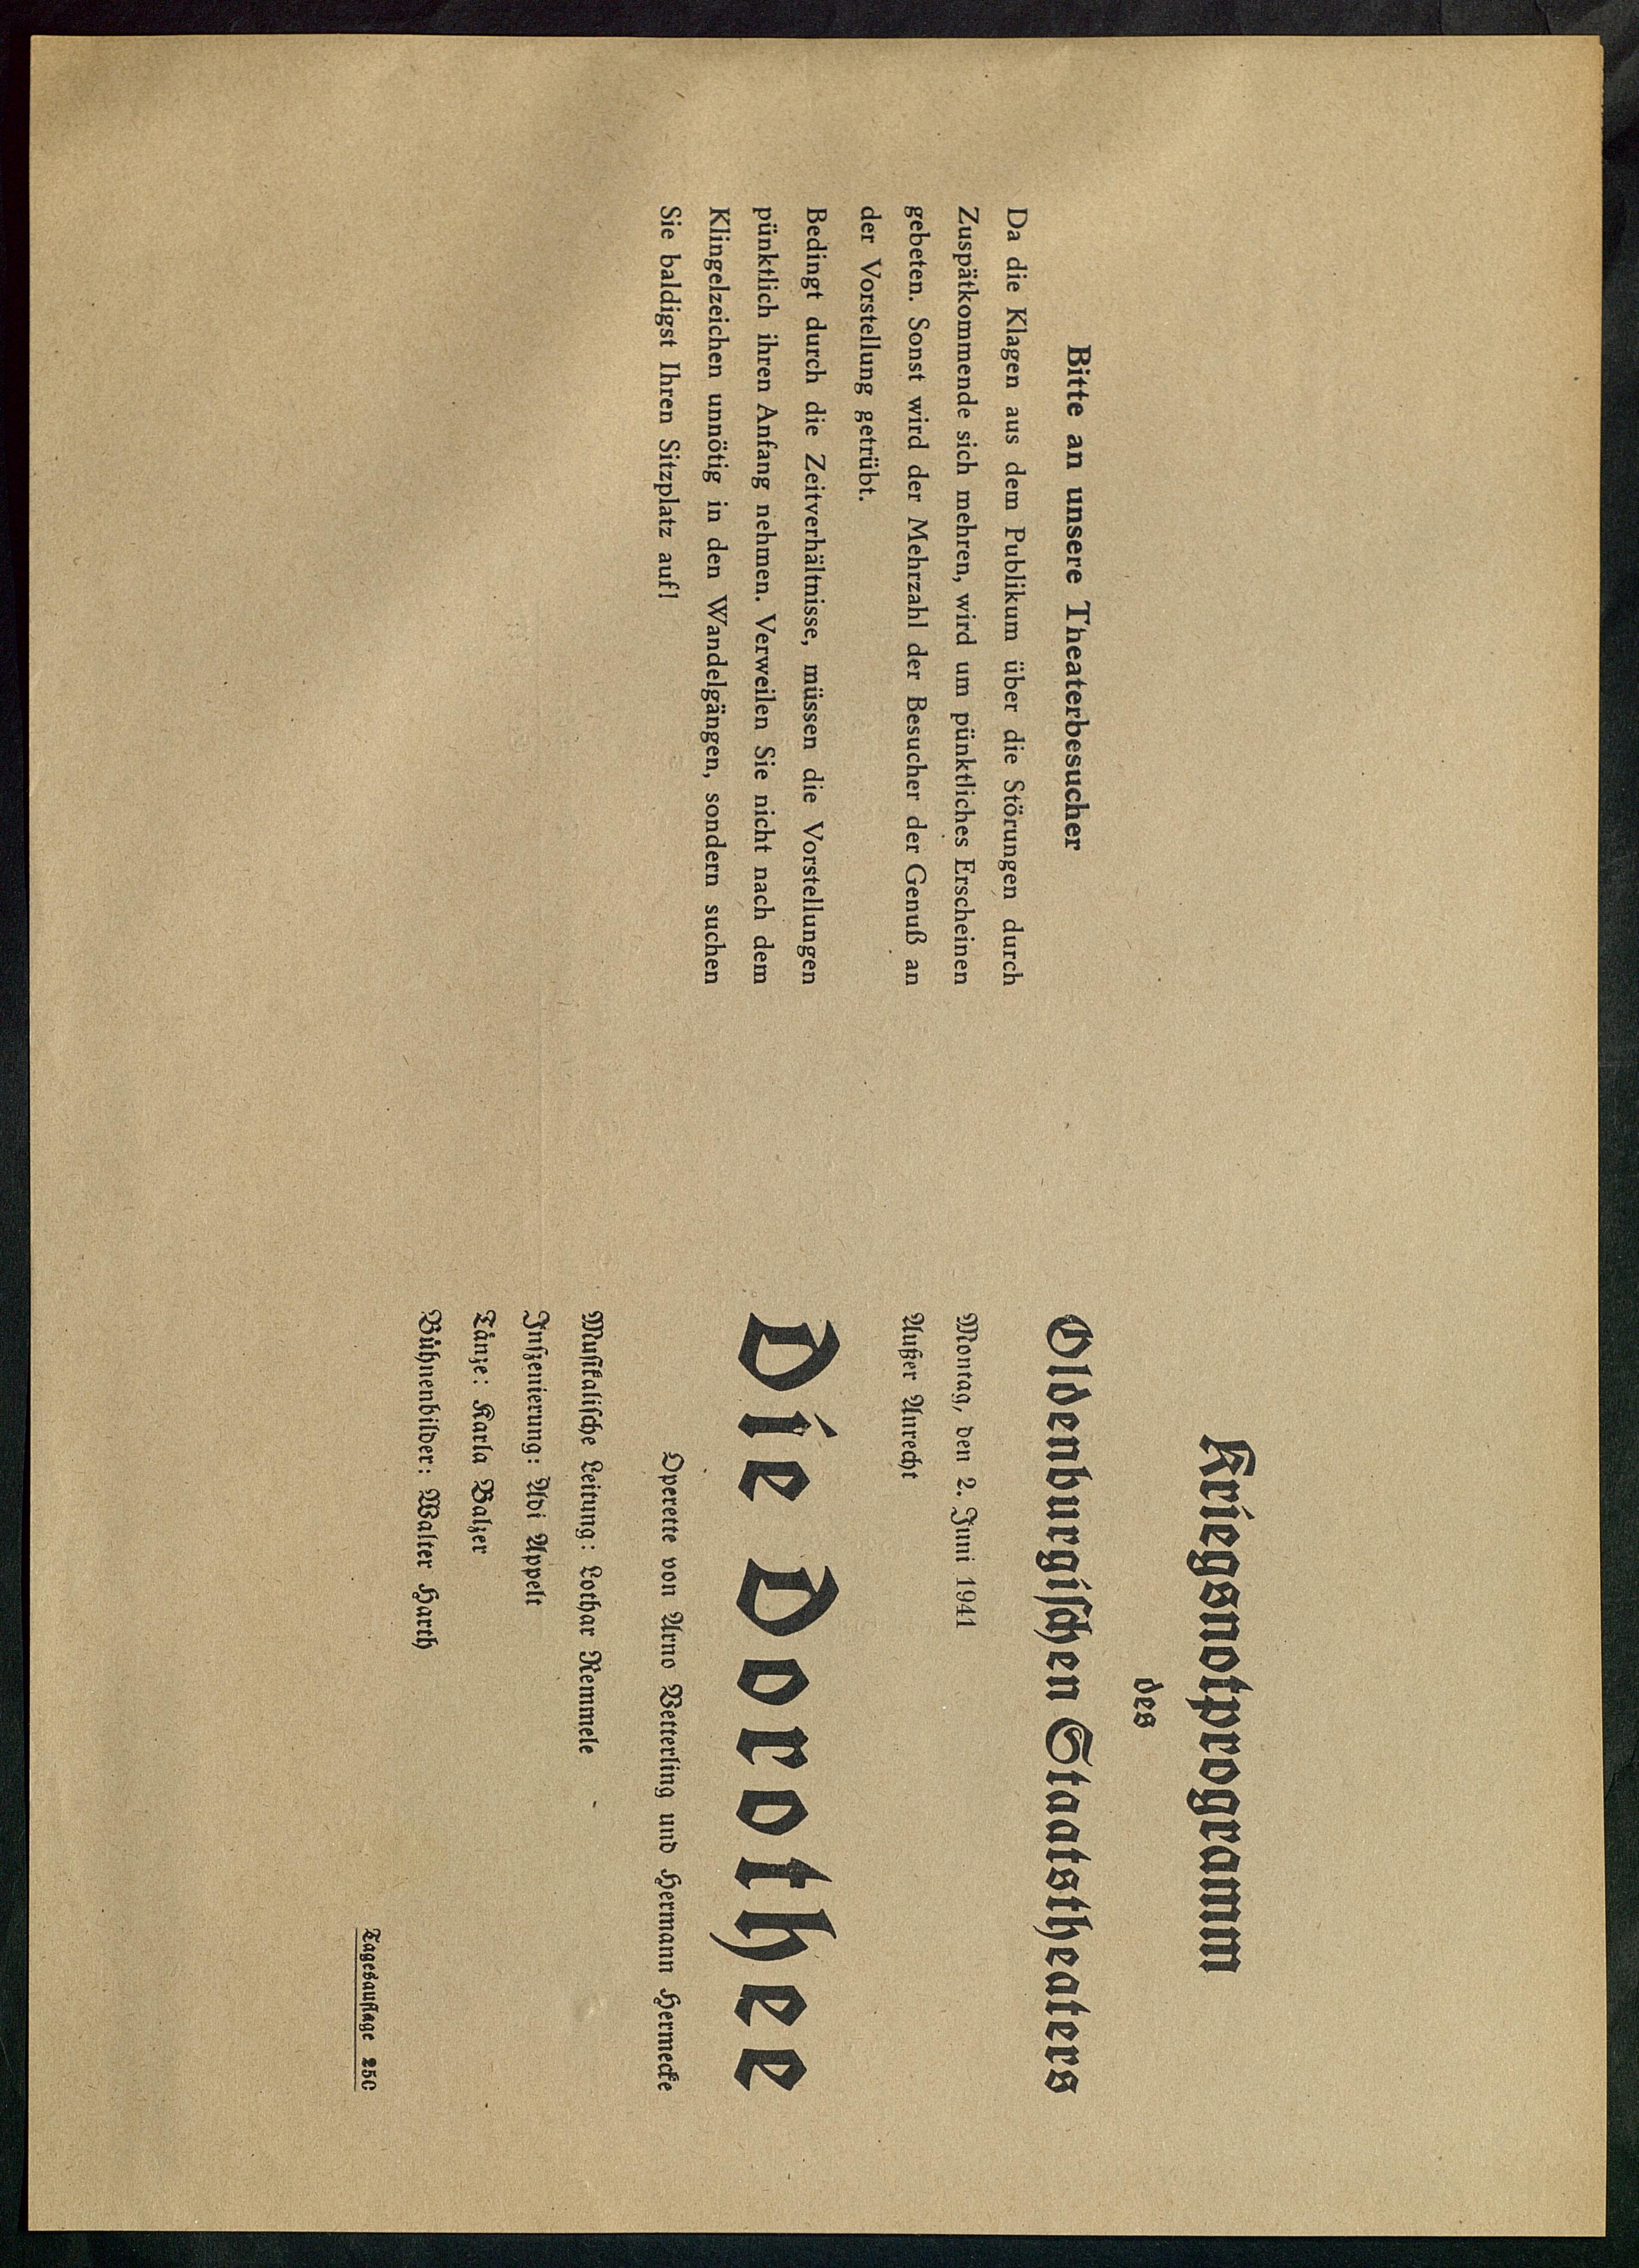 Bitte an unsere Theaterbesucher
Da die Klagen aus dem Publikum über die Störungen durch
Zuspätkommende sich mehren, wird um pünktliches Erscheinen
gebeten. Sonst wird der Mehrzahl der Besucher der Genuß an
der Vorstellung getrübt.
Bedingt durch die Zeitverhältnisse, müssen die Vorstellungen
pünktlich ihren Anfang nehmen. Verweilen Sie nicht nach dem
Klingelzeichen unnötig in den Wandelgängen, sondern suchen
Sie baldigst Ihren Sitzplatz auf!
Kriegsnotprogramm
des
Oldenburgischen Staatstheaters
Montag, den 2. Juni 1941
Außer Anrecht
Die Dorothee
Operette von Arno Vetterling und Hermann Hermecke
Musikalische Leitung: Lothar Remmele
Inszenierung: Adi Appelt
Tänze: Karla Balzer
Bühnenbilder: Walter Harth
Tagesauflage 250